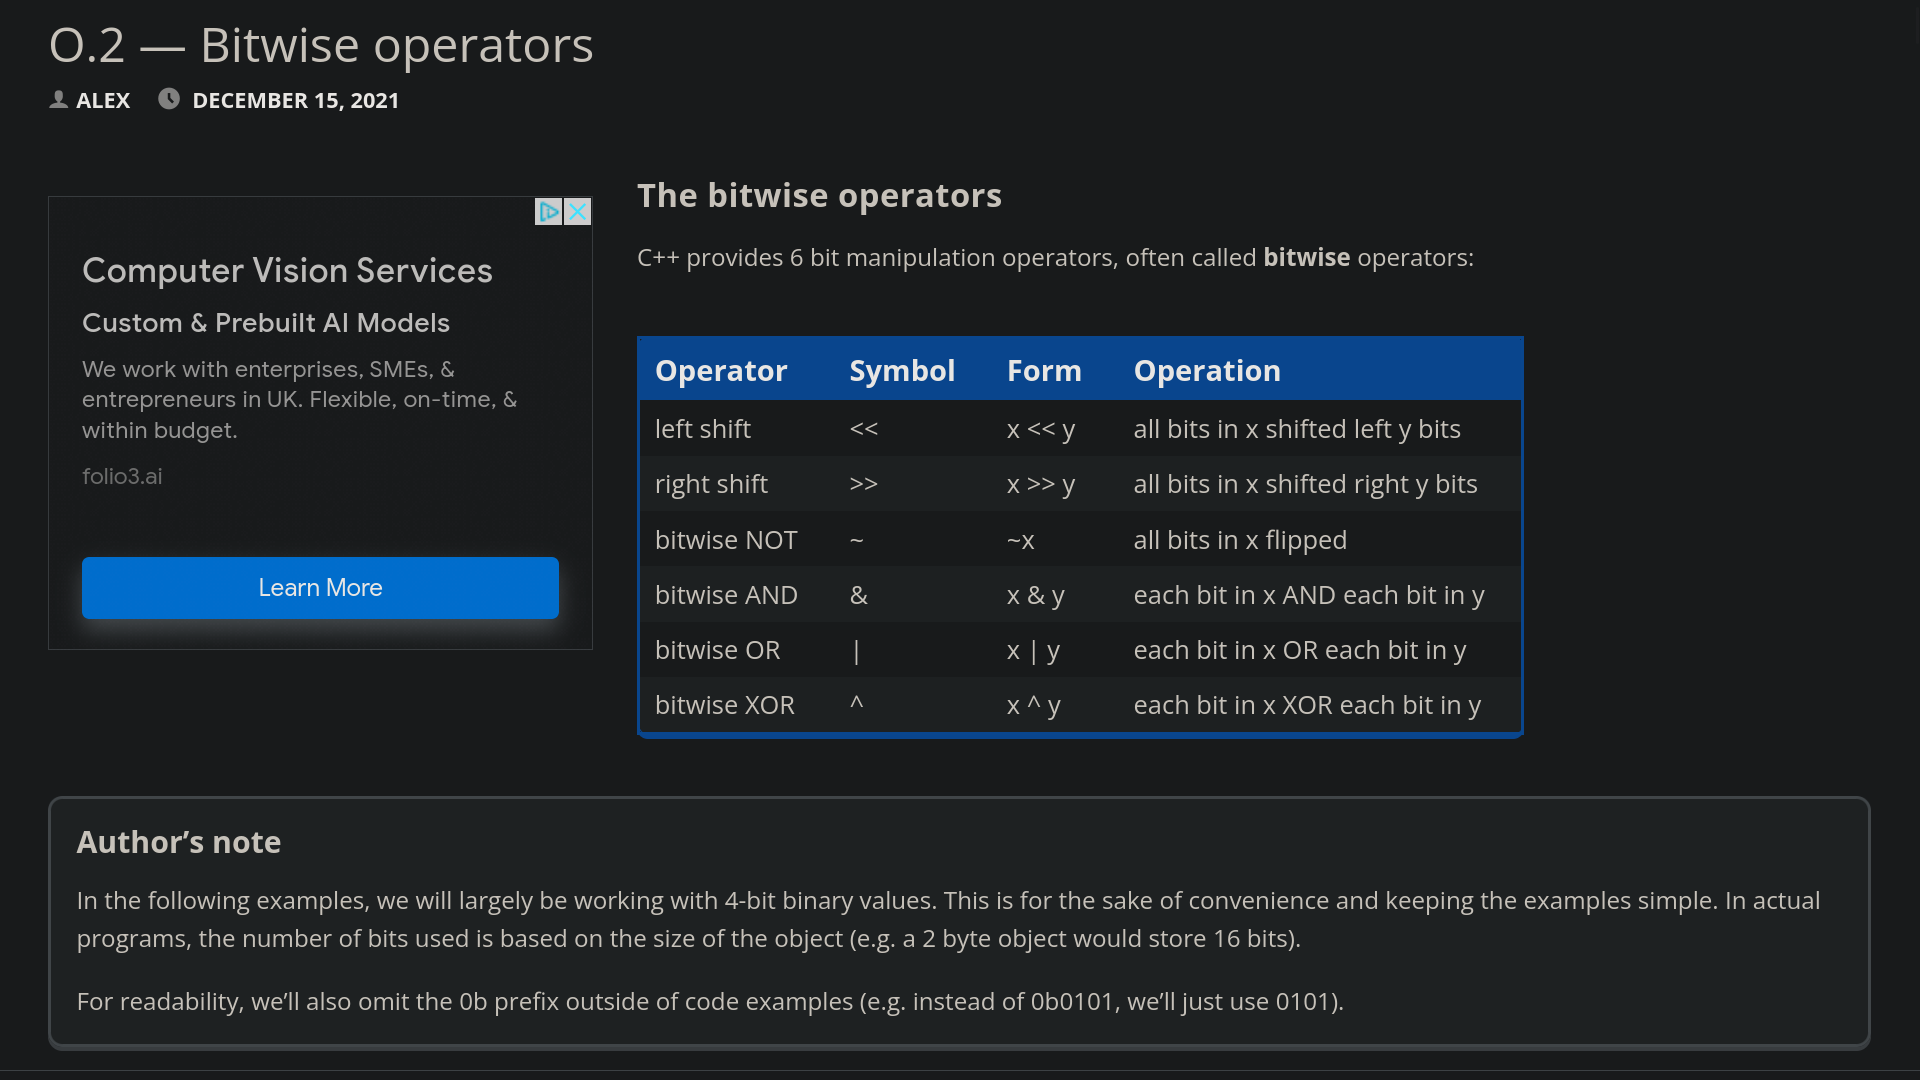 O.2 — Bitwise operators
ALEX DECEMBER 15, 2021
Computer Vision Services
Custom & Prebuilt AI Models
We work with enterprises, SMEs, &
entrepreneurs in UK. Flexible, on-time, &
within budget.
folio3.ai
Learn More
The bitwise operators
C++ provides 6 bit manipulation operators, often called bitwise operators:
Operator Symbol Form Operation
left shift << x << y all bits in x shifted left y bits
right shift >> x >> y all bits in x shifted right y bits
bitwise NOT ~ ~x all bits in x flipped
bitwise AND & x & y each bit in x AND each bit in y
bitwise OR | x | y each bit in x OR each bit in y
bitwise XOR ^ x ^ y each bit in x XOR each bit in y
Author’s note
In the following examples, we will largely be working with 4-bit binary values. This is for the sake of convenience and keeping the examples simple. In actual
programs, the number of bits used is based on the size of the object (e.g. a 2 byte object would store 16 bits).
For readability, we’ll also omit the 0b prefix outside of code examples (e.g. instead of 0b0101, we’ll just use 0101).